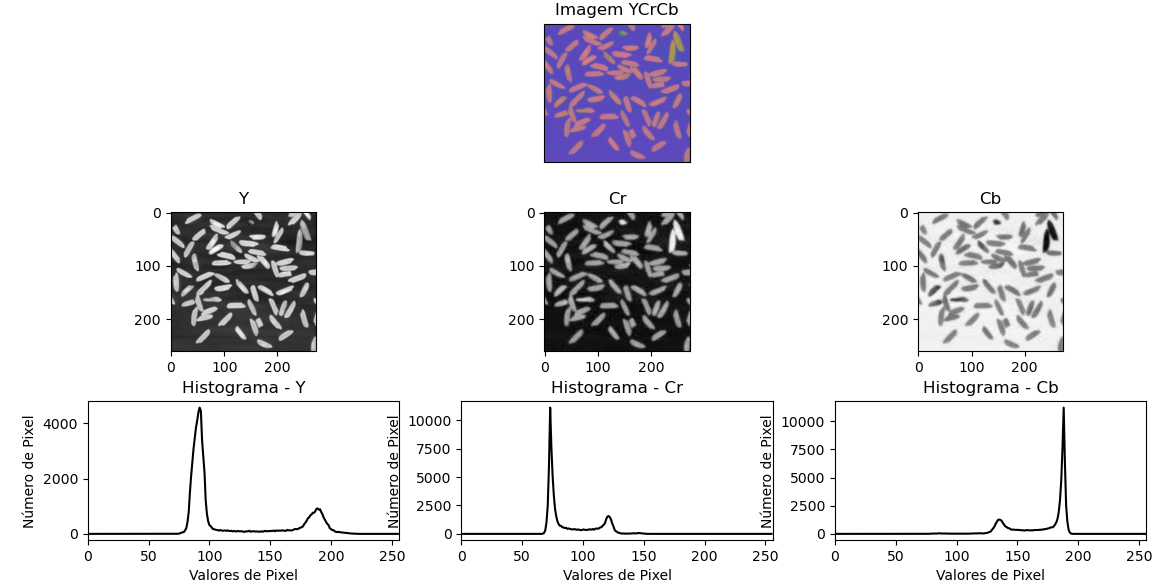 Imagem YCrCb
Y
Cr
Cb
0
100
200
0 100 200
0
100
200
0 100 200
0
100
200
0 100 200
Histograma - Y
Histograma - Cr
Histograma - Cb
Número de Pixel
4000
2000
0
0 50 100 150 200 250
Valores de Pixel
Número de Pixel
10000
7500
5000
2500
0
0 50 100 150 200 250
Valores de Pixel
Número de Pixel
10000
7500
5000
2500
0
0 50 100 150 200 250
Valores de Pixel